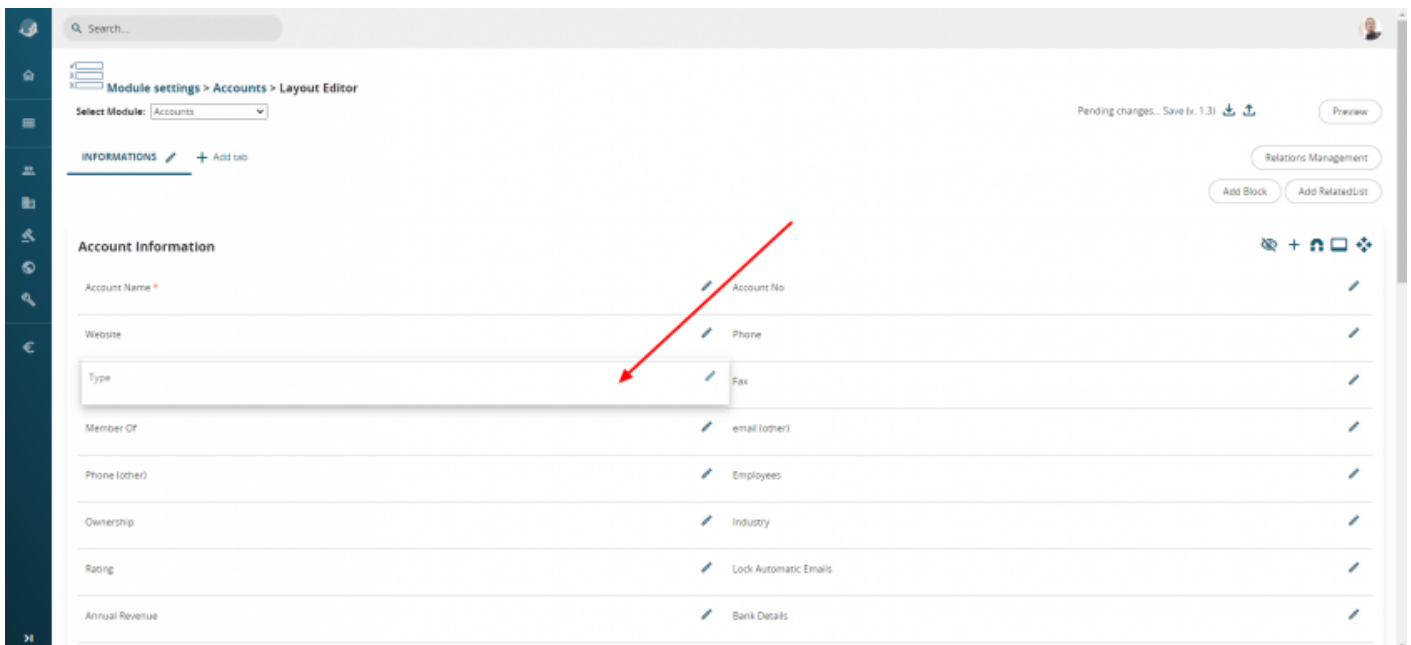 Search...
Module settings > Accounts > Layout Editor
Select Module: Accounts
Pending changes... Save (v. 1.3)
Preview
INFORMATIONS
+ Add tab
Relations Management
Add Block
Add RelatedList
Account Information
Account Name *
Account No
Website
Phone
Type
Fax
Member Of
email (other)
Phone (other)
Employees
Ownership
Industry
Rating
Lock Automatic Emails
Annual Revenue
Bank Details